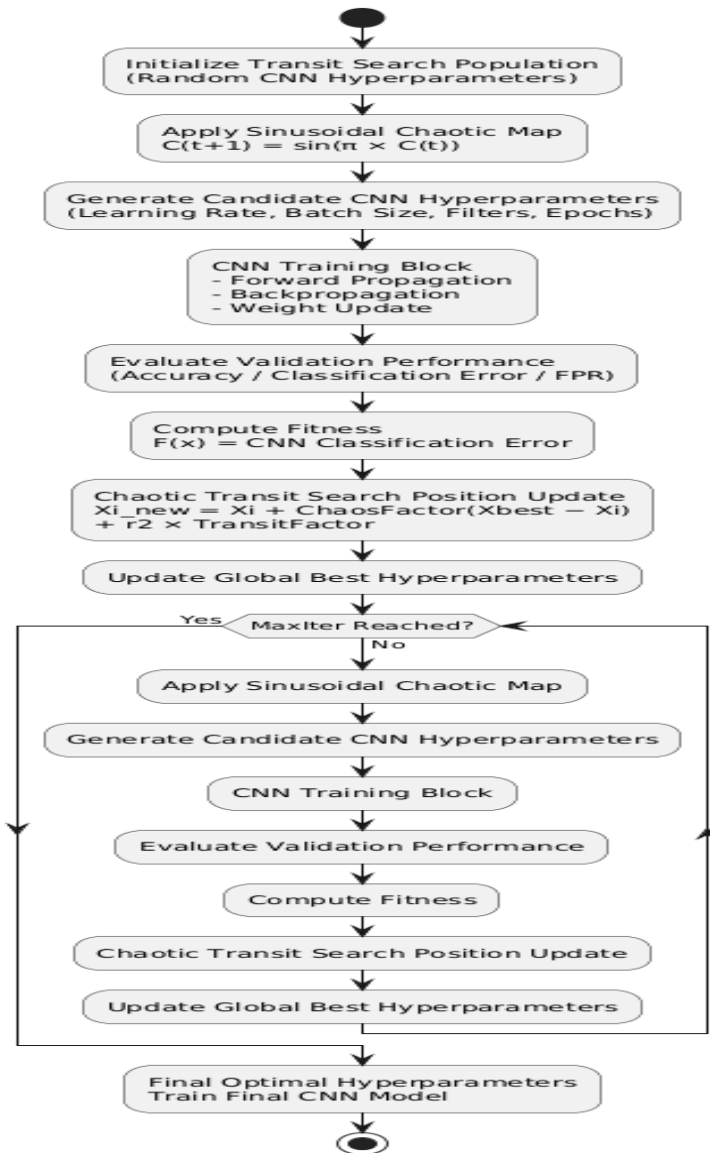 Initialize Transit Search Population
(Random CNN Hyperparameters)
Apply Sinusoidal Chaotic Map
C(t+1) = sin(π × C(t))
Generate Candidate CNN Hyperparameters
(Learning Rate, Batch Size, Filters, Epochs)
CNN Training Block
- Forward Propagation
- Backpropagation
- Weight Update
Evaluate Validation Performance
(Accuracy / Classification Error / FPR)
Compute Fitness
F(x) = CNN Classification Error
Chaotic Transit Search Position Update
Xi_new = Xi + ChaosFactor(Xbest − Xi)
+ r2 × TransitFactor
Update Global Best Hyperparameters
Yes
MaxIter Reached?
No
Apply Sinusoidal Chaotic Map
Generate Candidate CNN Hyperparameters
CNN Training Block
Evaluate Validation Performance
Compute Fitness
Chaotic Transit Search Position Update
Update Global Best Hyperparameters
Final Optimal Hyperparameters
Train Final CNN Model